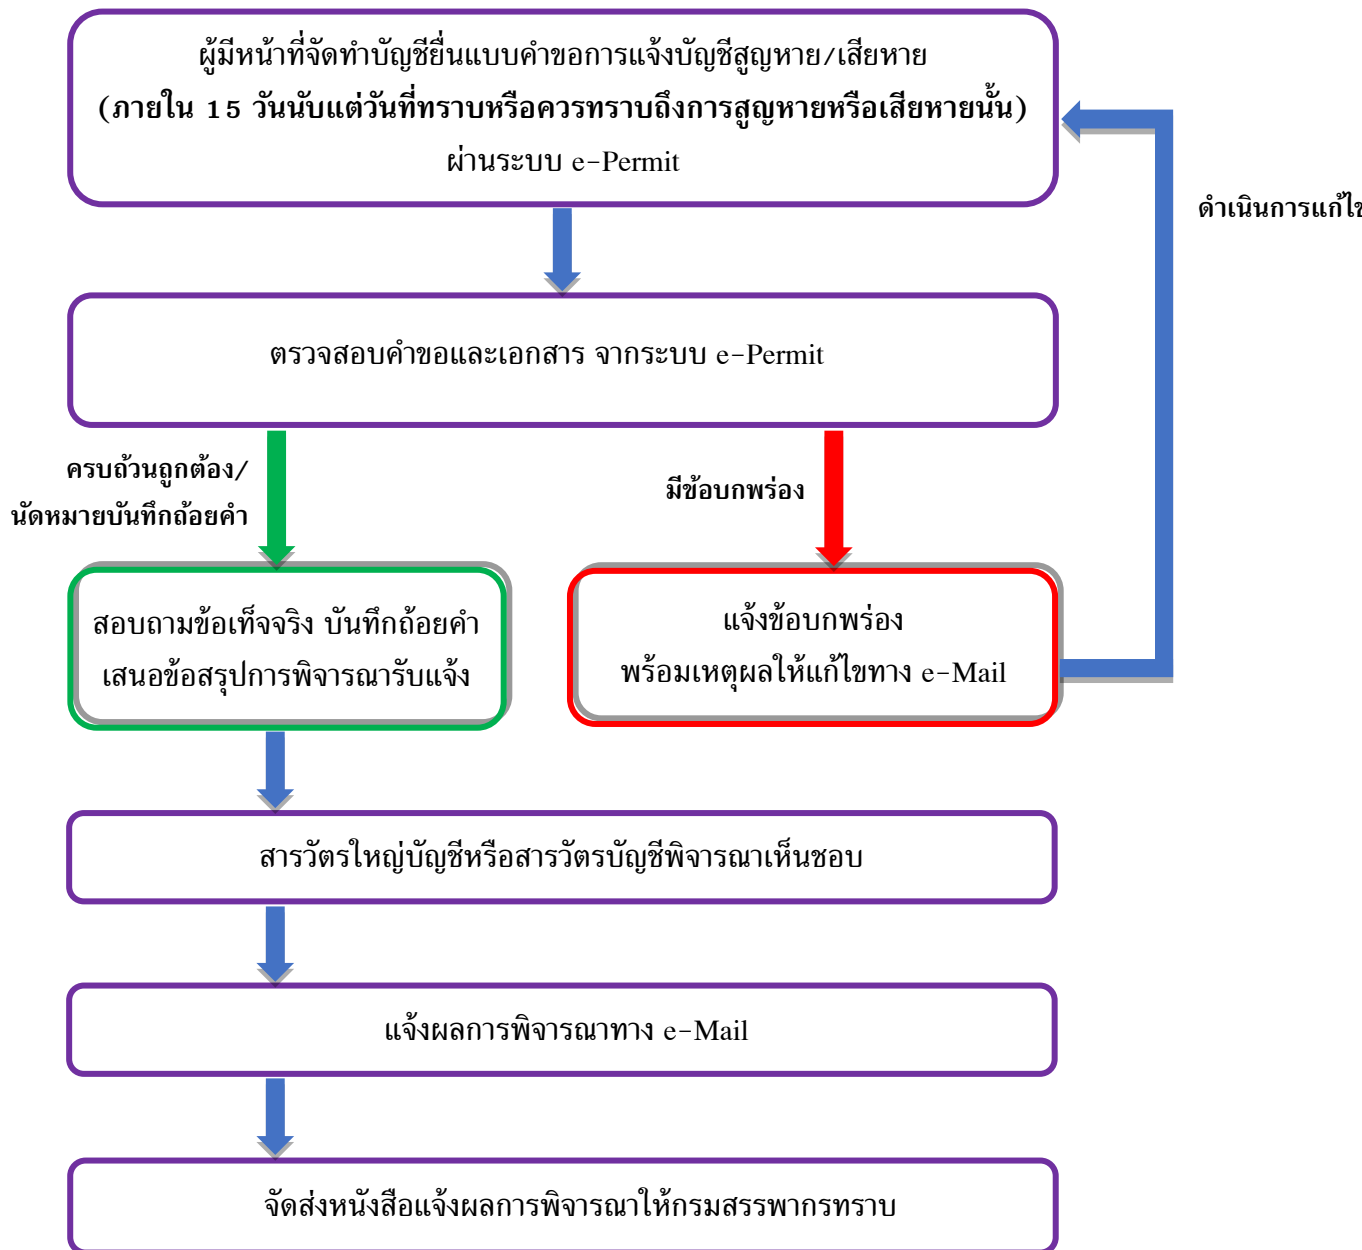 ผู้มีหน้าที่จัดทำบัญชียื่นแบบคำขอการแจ้งบัญชีสูญหาย/เสียหาย
(ภายใน 15 วันนับแต่วันที่ทราบหรือควรทราบถึงการสูญหายหรือเสียหายนั้น)
ผ่านระบบ e-Permit
ดำเนินการแก้ไข
ตรวจสอบคำขอและเอกสาร จากระบบ e-Permit
ครบถ้วนถูกต้อง/
นัดหมายบันทึกถ้อยคำ
มีข้อบกพร่อง
สอบถามข้อเท็จจริง บันทึกถ้อยคำ
เสนอข้อสรุปการพิจารณารับแจ้ง
แจ้งข้อบกพร่อง
พร้อมเหตุผลให้แก้ไขทาง e-Mail
สารวัตรใหญ่บัญชีหรือสารวัตรบัญชีพิจารณาเห็นชอบ
แจ้งผลการพิจารณาทาง e-Mail
จัดส่งหนังสือแจ้งผลการพิจารณาให้กรมสรรพากรทราบ